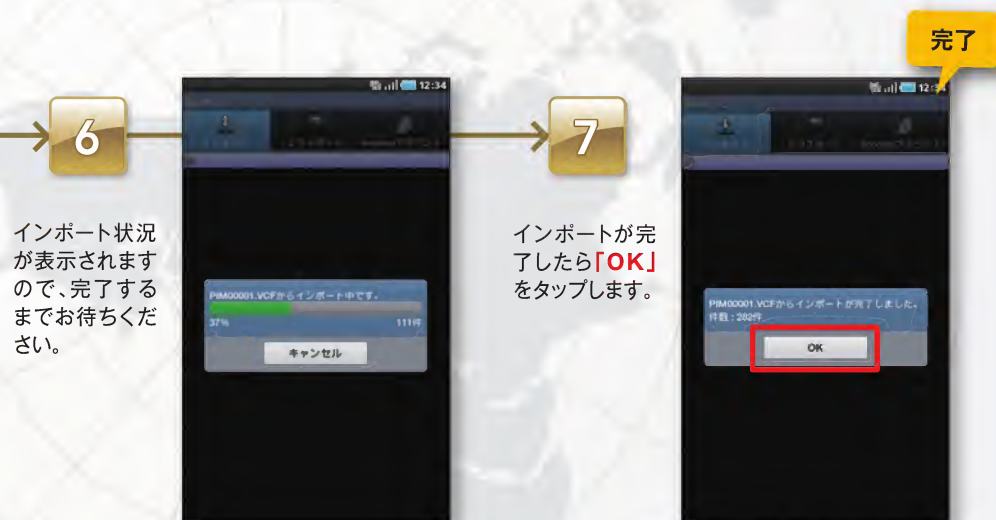 完了
6
インポート状況
が表示されます
ので、完了する
までお待ちくだ
さい。
12:34
PIM00001.VCFからインポート中です。
37% 111件
キャンセル
7
インポートが完
了したら「OK」
をタップします。
PIM00001.VCFからインポートが完了しました。
件数:282件
OK